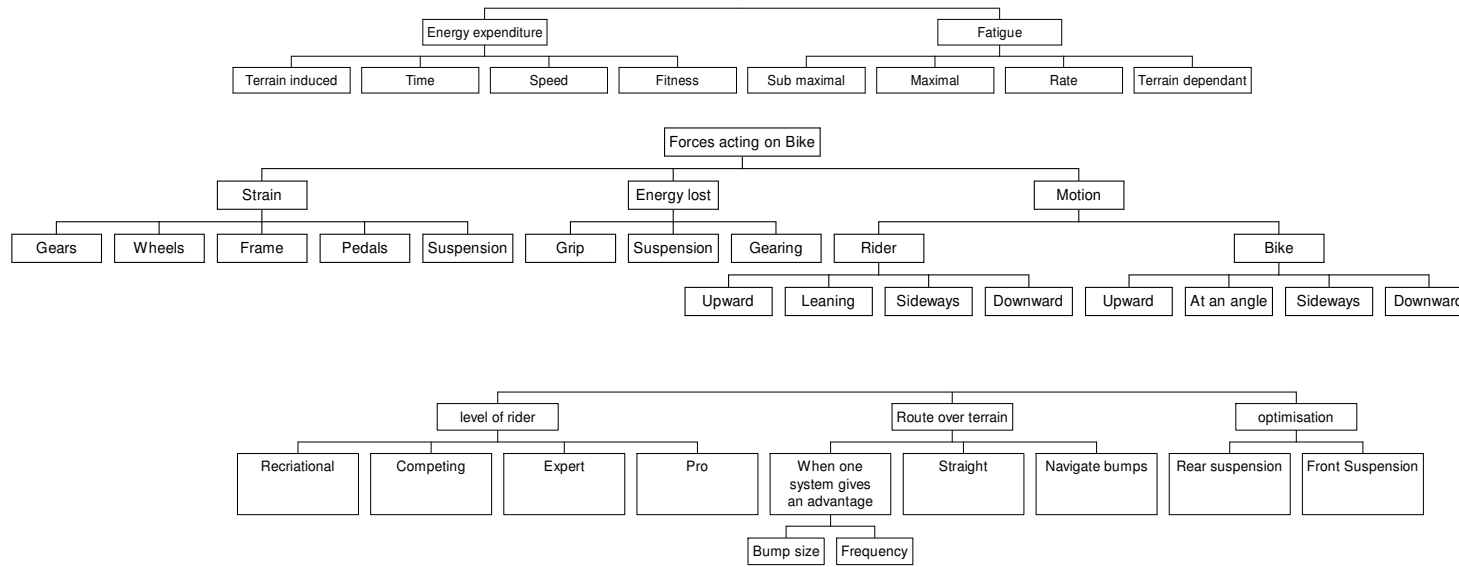 Energy expenditure
Fatigue
Terrain induced
Time
Speed
Fitness
Sub maximal
Maximal
Rate
Terrain dependant
Forces acting on Bike
Strain
Energy lost
Motion
Gears
Wheels
Frame
Pedals
Suspension
Grip
Suspension
Gearing
Rider
Bike
Upward
Leaning
Sideways
Downward
Upward
At an angle
Sideways
Downward
level of rider
Route over terrain
optimisation
Recriational
Competing
Expert
Pro
When one
system gives
an advantage
Straight
Navigate bumps
Rear suspension
Front Suspension
Bump size
Frequency